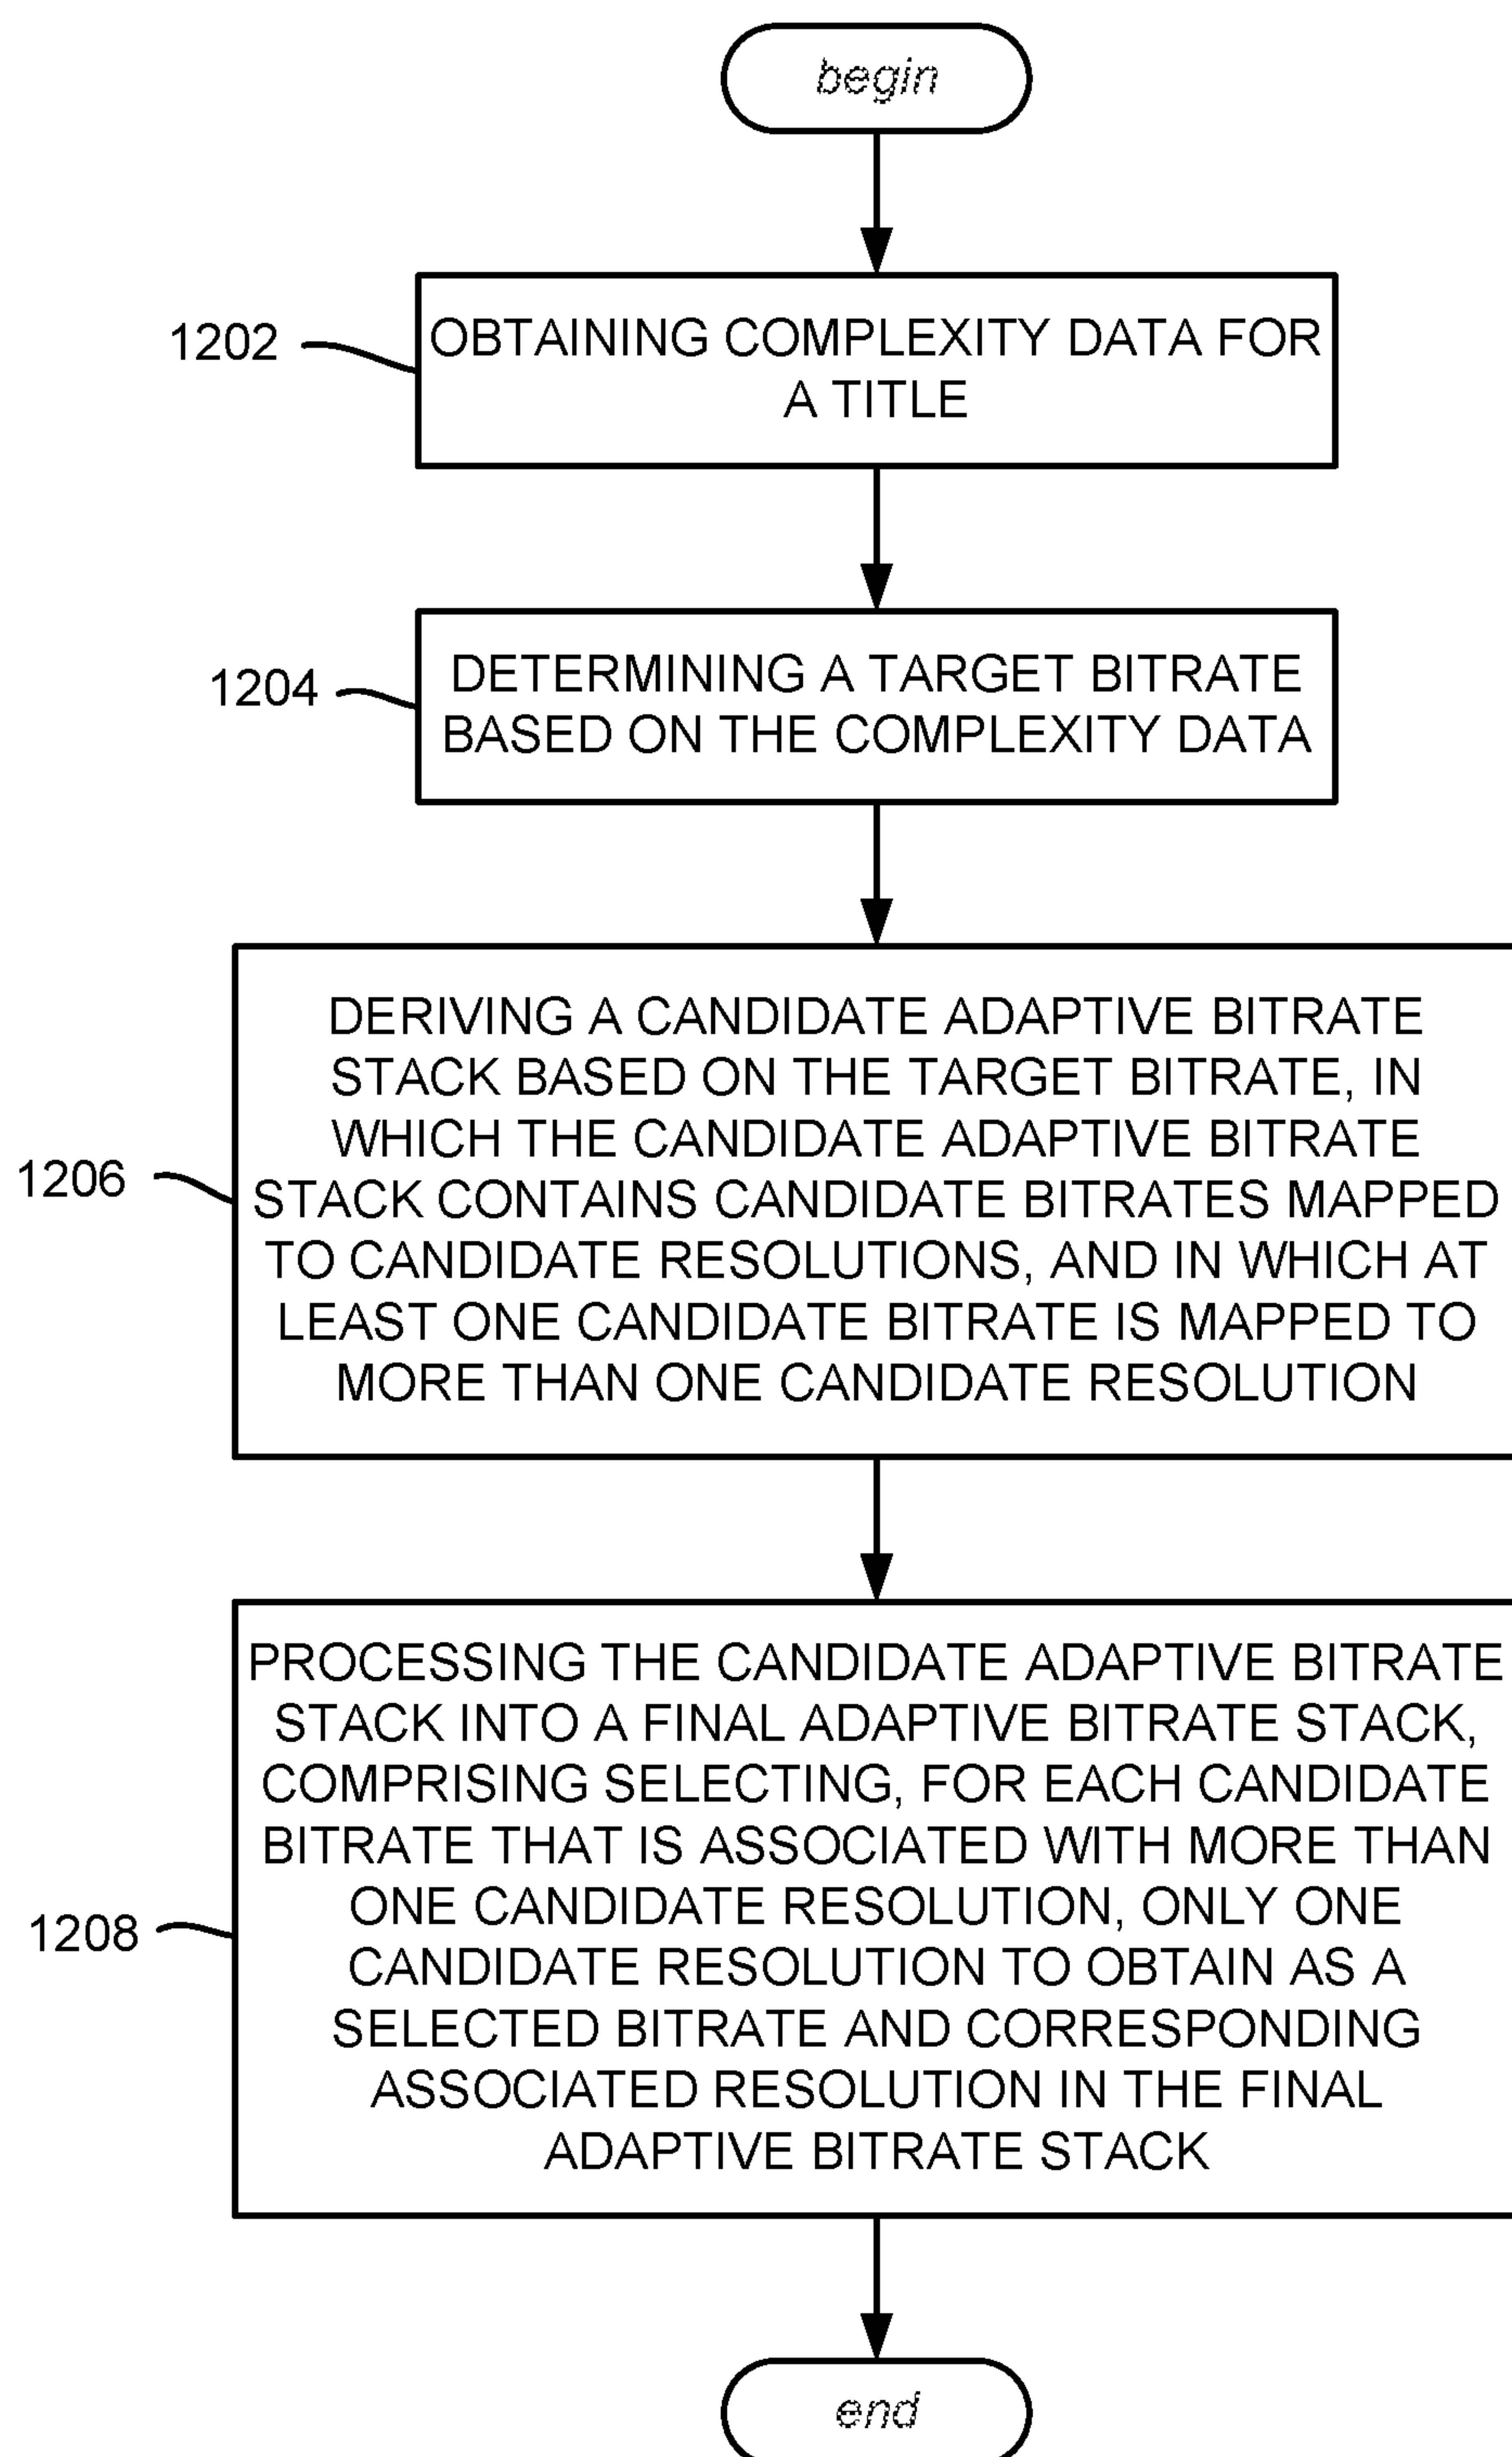 begin
1202
OBTAINING COMPLEXITY DATA FOR
A TITLE
1204
DETERMINING A TARGET BITRATE
BASED ON THE COMPLEXITY DATA
1206
DERIVING A CANDIDATE ADAPTIVE BITRATE
STACK BASED ON THE TARGET BITRATE, IN
WHICH THE CANDIDATE ADAPTIVE BITRATE
STACK CONTAINS CANDIDATE BITRATES MAPPED
TO CANDIDATE RESOLUTIONS, AND IN WHICH AT
LEAST ONE CANDIDATE BITRATE IS MAPPED TO
MORE THAN ONE CANDIDATE RESOLUTION
1208
PROCESSING THE CANDIDATE ADAPTIVE BITRATE
STACK INTO A FINAL ADAPTIVE BITRATE STACK,
COMPRISING SELECTING, FOR EACH CANDIDATE
BITRATE THAT IS ASSOCIATED WITH MORE THAN
ONE CANDIDATE RESOLUTION, ONLY ONE
CANDIDATE RESOLUTION TO OBTAIN AS A
SELECTED BITRATE AND CORRESPONDING
ASSOCIATED RESOLUTION IN THE FINAL
ADAPTIVE BITRATE STACK
end